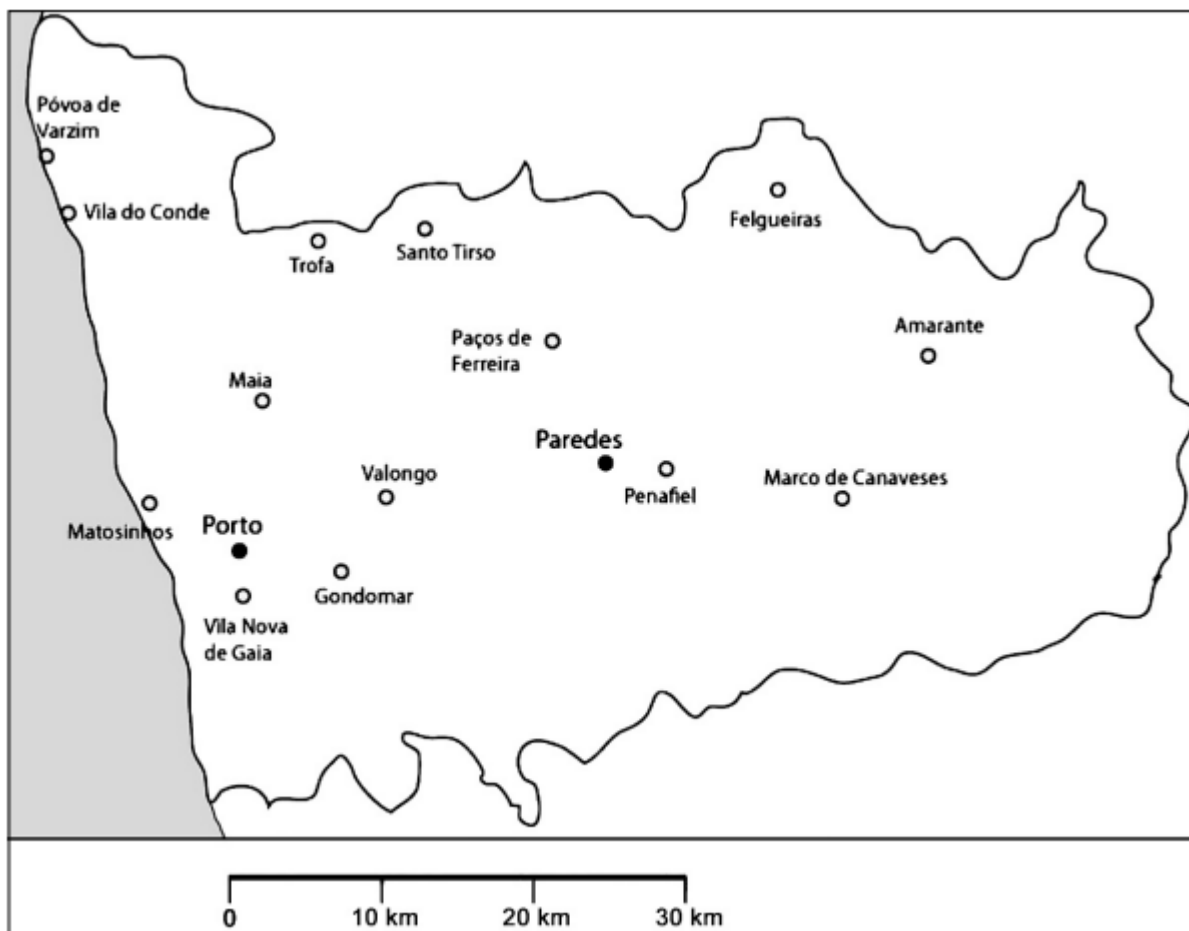 Póvoa de
Varzim
Vila do Conde
Felgueiras
Trofa
Santo Tirso
Amarante
Paços de
Ferreira
Maia
Paredes
Valongo
Penafiel
Marco de Canaveses
Matosinhos
Porto
Gondomar
Vila Nova
de Gaia
0
10 km
20 km
30 km